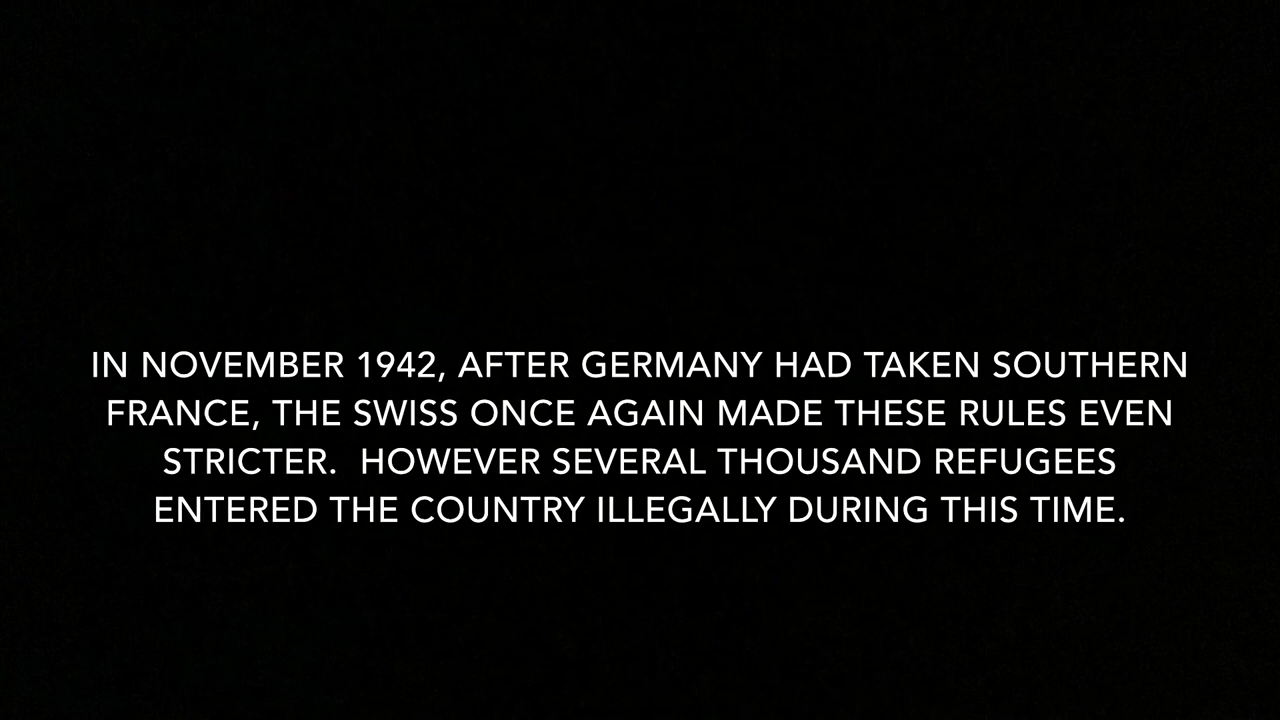 IN NOVEMBER 1942, AFTER GERMANY HAD TAKEN SOUTHERN
FRANCE, THE SWISS ONCE AGAIN MADE THESE RULES EVEN
STRICTER.  HOWEVER SEVERAL THOUSAND REFUGEES
ENTERED THE COUNTRY ILLEGALLY DURING THIS TIME.